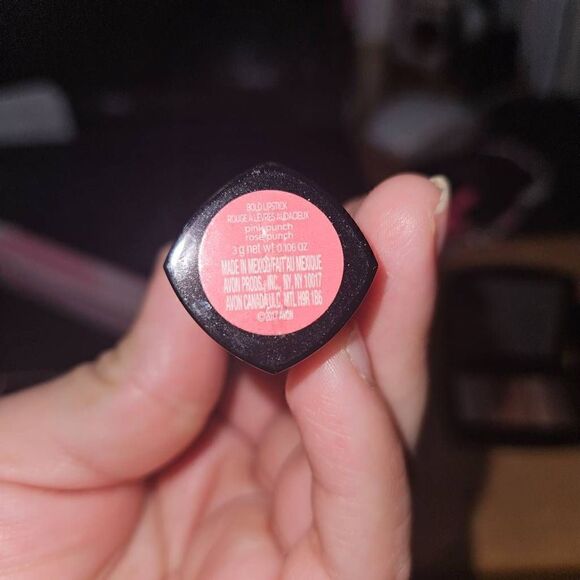 BOLD LIPSTICK
ROUGE À LÈVRES AUDACIEUX
pink punch
rose punch
3 g net wt 0.106 oz
MADE IN MEXICO/FAIT AU MEXIQUE
AVON PRODS., INC., NY, NY 10017
AVON CANADA ULC, MTL H9R 1B6
©2017 AVON